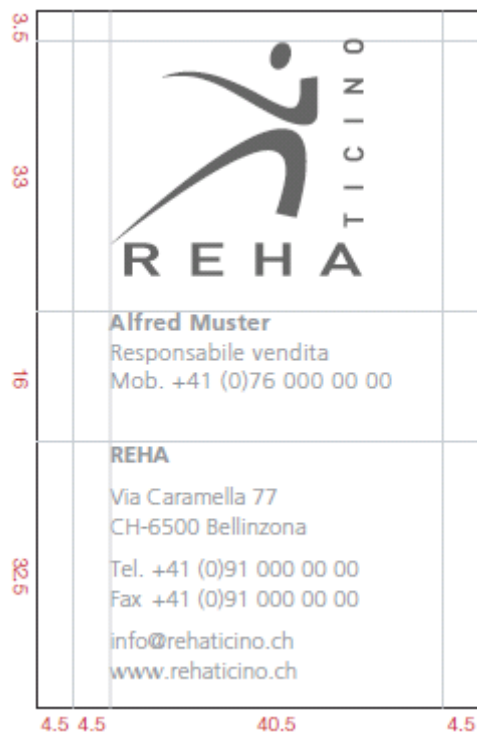 3.5
TICINO
33
REHA
Alfred Muster
Responsabile vendita
Mob. +41 (0)76 000 00 00
16
REHA
Via Caramella 77
CH-6500 Bellinzona
Tel. +41 (0)91 000 00 00
Fax +41 (0)91 000 00 00
32.5
info@rehaticino.ch
www.rehaticino.ch
4.5 4.5 40.5 4.5